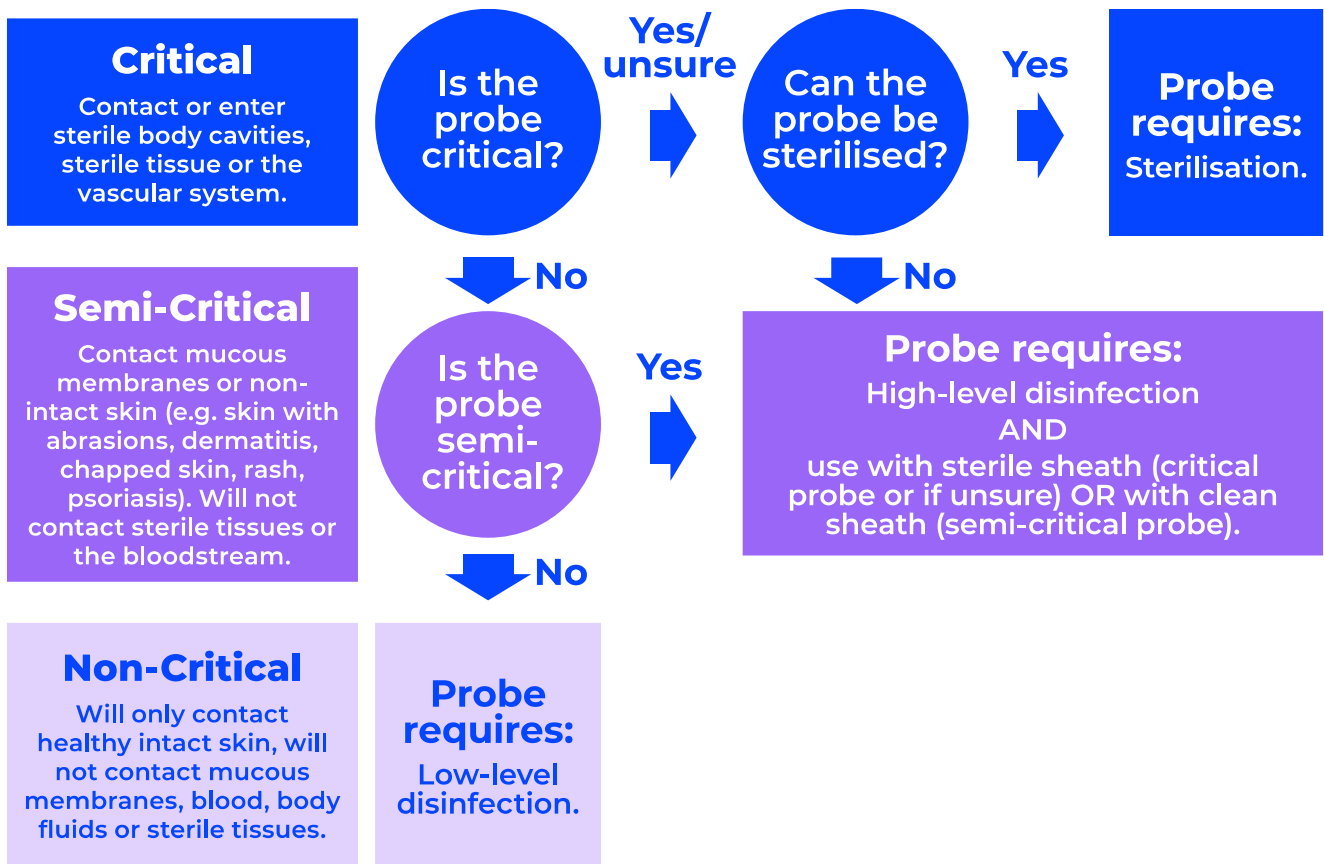 Critical
Contact or enter
sterile body cavities,
sterile tissue or the
vascular system.
Is the
probe
critical?
Yes/
unsure
Can the
probe be
sterilised?
Yes
Probe
requires:
Sterilisation.
No
No
Semi-Critical
Contact mucous
membranes or non-
intact skin (e.g. skin with
abrasions, dermatitis,
chapped skin, rash,
psoriasis). Will not
contact sterile tissues or
the bloodstream.
Is the
probe
semi-
critical?
Yes
Probe requires:
High-level disinfection
AND
use with sterile sheath (critical
probe or if unsure) OR with clean
sheath (semi-critical probe).
No
Non-Critical
Will only contact
healthy intact skin, will
not contact mucous
membranes, blood, body
fluids or sterile tissues.
Probe
requires:
Low-level
disinfection.